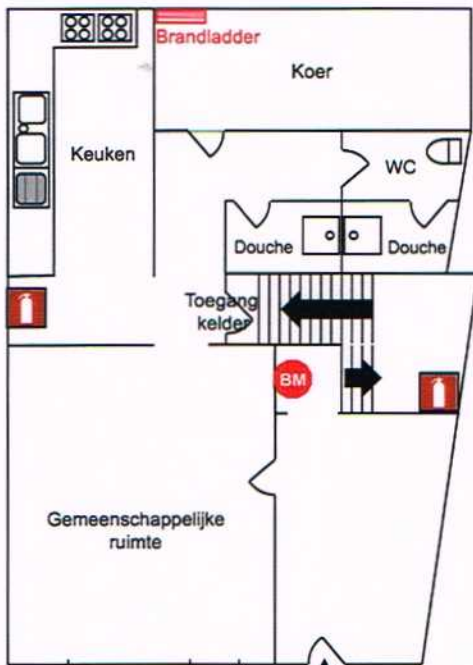 Brandladder
Koer
Keuken
WC
Douche
Douche
Toegang
kelder
BM
Gemeenschappelijke
ruimte